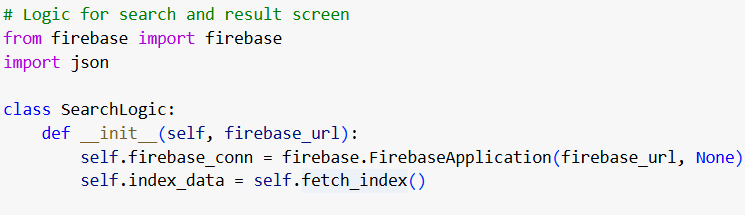 # Logic for search and result screen
from firebase import firebase
import json
class SearchLogic:
    def __init__(self, firebase_url):
        self.firebase_conn = firebase.FirebaseApplication(firebase_url, None)
        self.index_data = self.fetch_index()